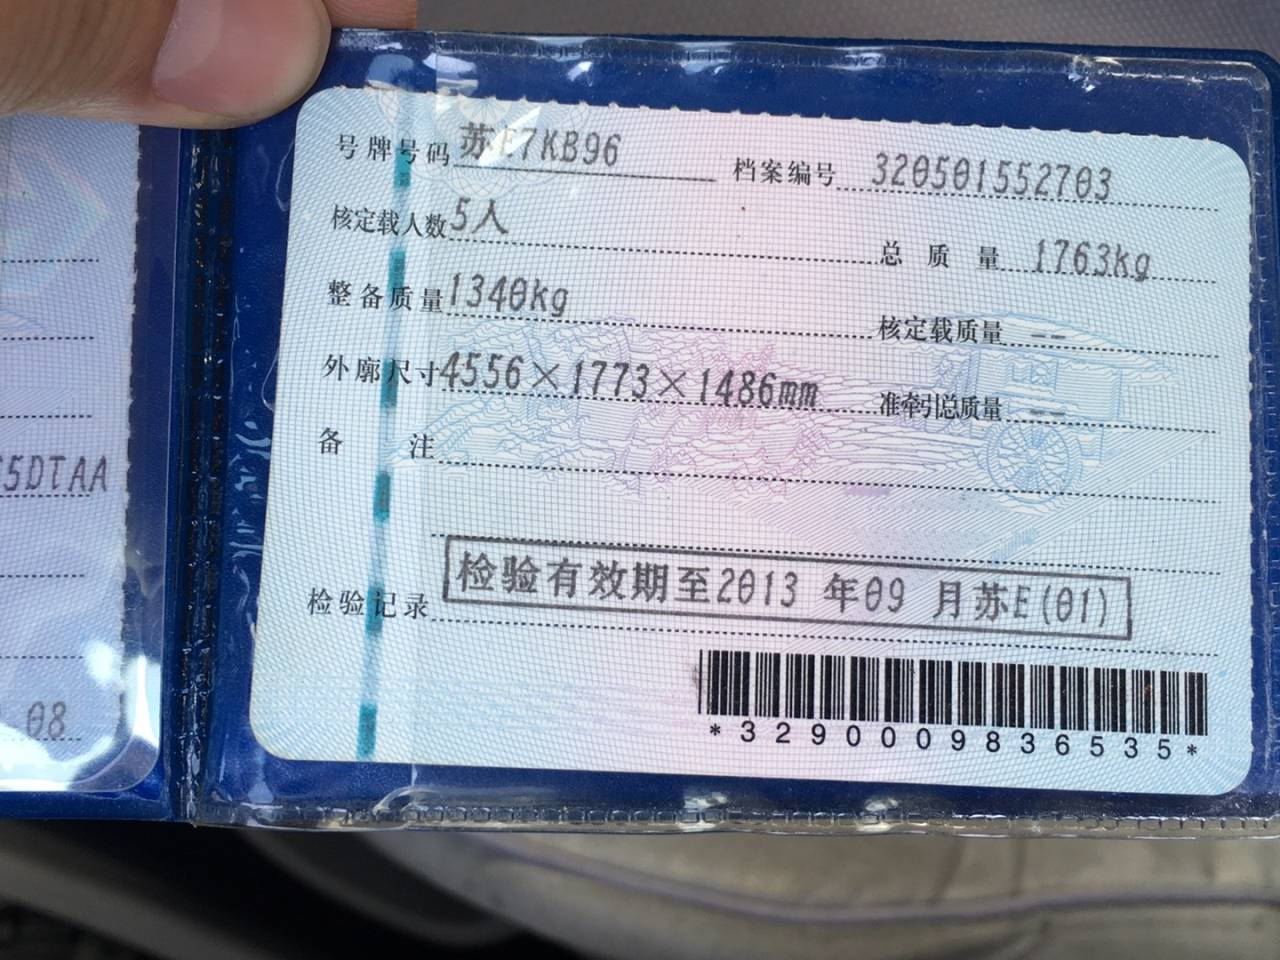 号牌号码 苏E7KB96 档案编号 320501552703
核定载人数 5人 总质量 1763kg
整备质量 1340kg 核定载质量 --
外廓尺寸 4556×1773×1486mm 准牵引总质量 --
备注
检验记录 检验有效期至2013 年09 月苏E(01)
*3290009836535*
5DTAA
08